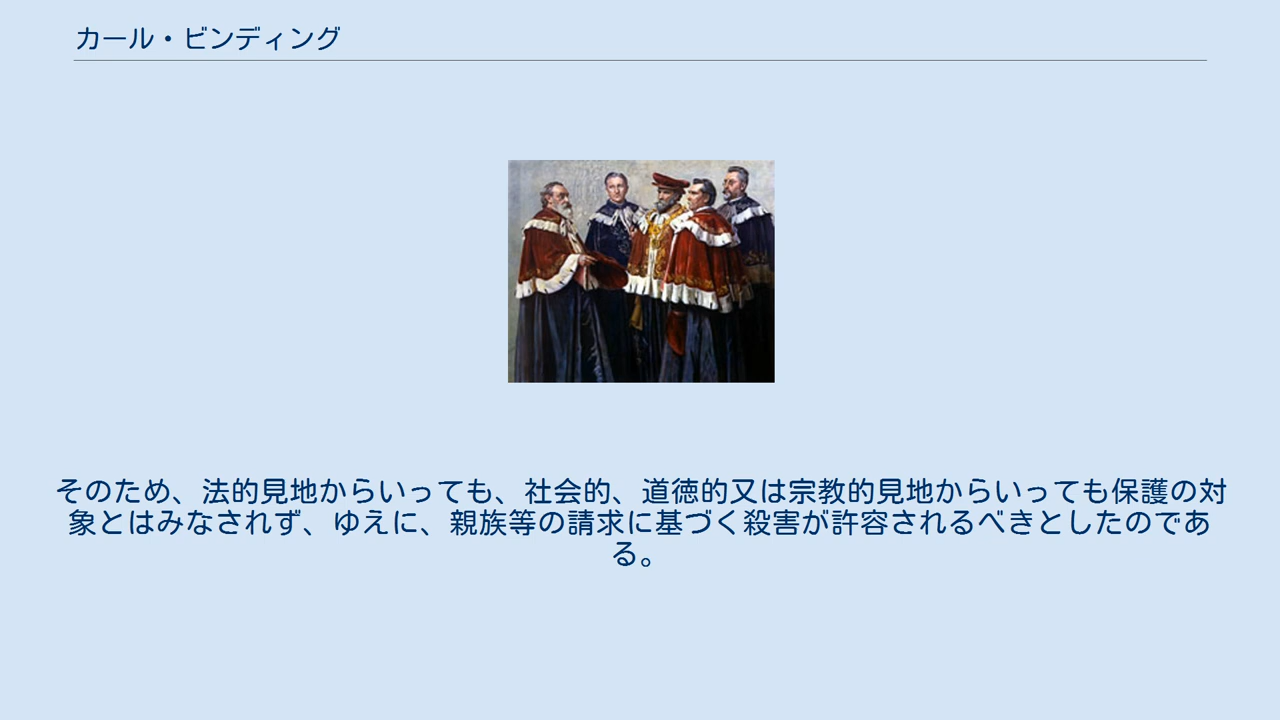 カール・ビンディング
そのため、法的見地からいっても、社会的、道徳的又は宗教的見地からいっても保護の対
象とはみなされず、ゆえに、親族等の請求に基づく殺害が許容されるべきとしたのであ
る。